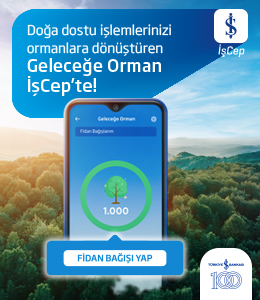 Doğa dostu işlemlerinizi
ormanlara dönüştüren
Geleceğe Orman
İşCep'te!
İşCep
Geleceğe Orman
Fidan Bağışlarım
1.000
FİDAN BAĞIŞI YAP
TÜRKİYE İŞ BANKASI
100